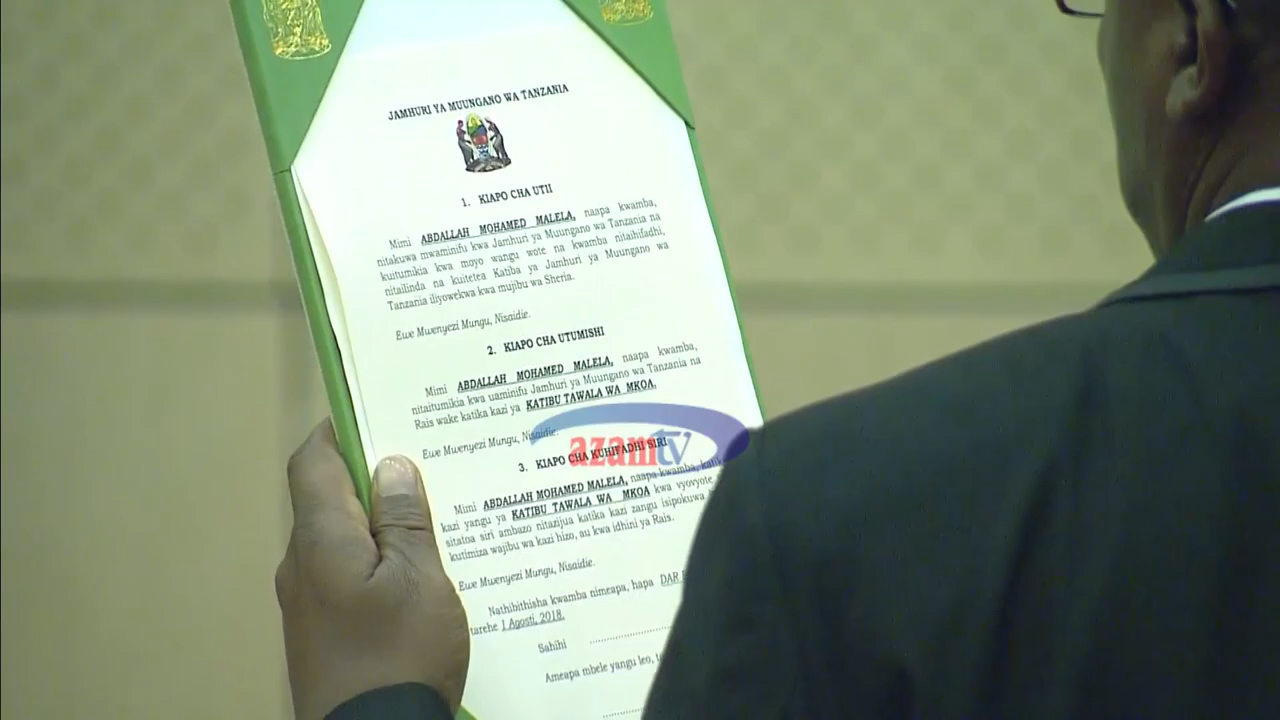 JAMHURI YA MUUNGANO WA TANZANIA
1. KIAPO CHA UTII
Mimi ABDALLAH MOHAMED MALELA, naapa kwamba,
nitakuwa mwaminifu kwa Jamhuri ya Muungano wa Tanzania na
kuitumikia kwa moyo wangu wote na kwamba nitaihifadhi,
nitailinda na kuitetea Katiba ya Jamhuri ya Muungano wa
Tanzania iliyowekwa kwa mujibu wa Sheria.
Ewe Mwenyezi Mungu, Nisaidie.
2. KIAPO CHA UTUMISHI
Mimi ABDALLAH MOHAMED MALELA, naapa kwamba,
nitaitumikia kwa uaminifu Jamhuri ya Muungano wa Tanzania na
Rais wake katika kazi ya KATIBU TAWALA WA MKOA.
Ewe Mwenyezi Mungu, Nisaidie.
azamtv
3. KIAPO CHA KUHIFADHI SIRI
Mimi ABDALLAH MOHAMED MALELA, naapa kwamba,
kazi yangu ya KATIBU TAWALA WA MKOA kwa vyovyote
sitatoa siri ambazo nitazijua katika kazi zangu isipokuwa
kutimiza wajibu wa kazi hizo, au kwa idhini ya Rais.
Ewe Mwenyezi Mungu, Nisaidie.
Nathibithisha kwamba nimeapa, hapa DAR
tarehe 1 Agosti, 2018.
Sahihi ....................
Ameapa mbele yangu leo,